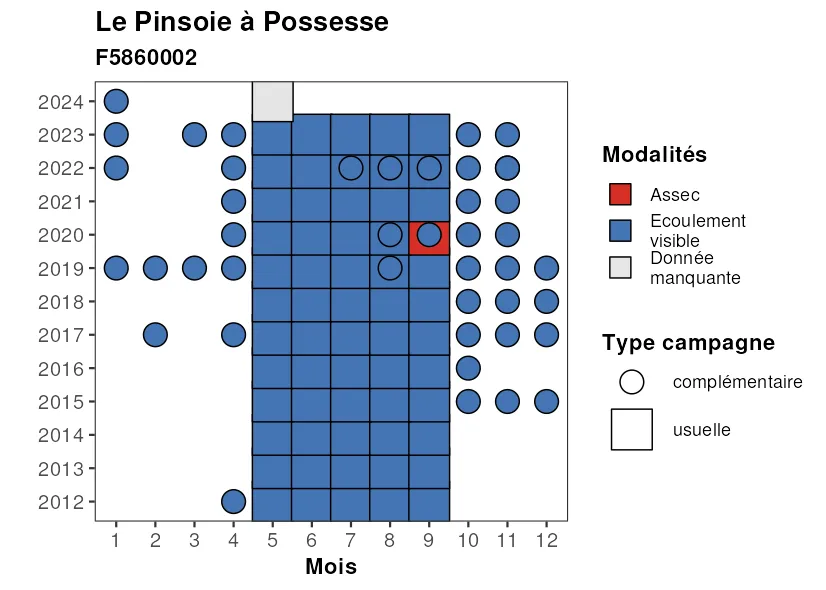 Le Pinsoie à Possesse
F5860002
2024
2023
2022
2021
2020
2019
2018
2017
2016
2015
2014
2013
2012
1 2 3 4 5 6 7 8 9 10 11 12
Mois
Modalités
Assec
Ecoulement
visible
Donnée
manquante
Type campagne
complémentaire
usuelle